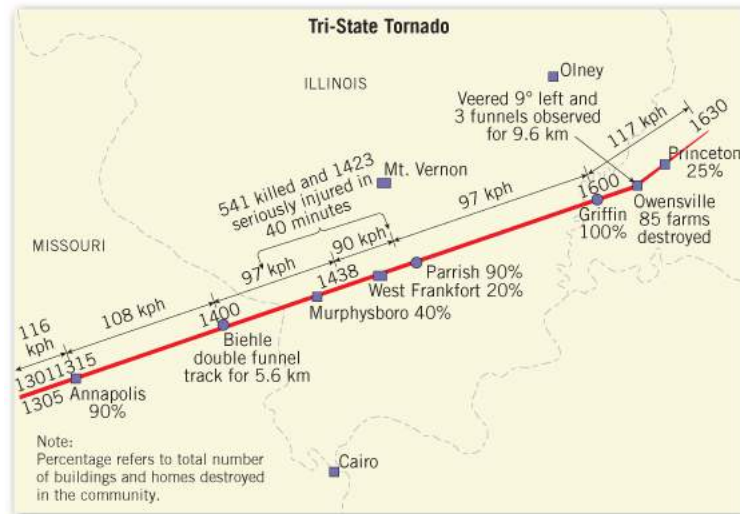 Tri-State Tornado
ILLINOIS
Olney
Veered 9° left and
3 funnels observed
for 9.6 km
117 kph
1630
Princeton
25%
Mt. Vernon
541 killed and 1423
seriously injured in
40 minutes
97 kph
1600
Griffin
100%
Owensville
85 farms
destroyed
MISSOURI
90 kph
97 kph
1438
Parrish 90%
West Frankfort 20%
Murphysboro 40%
108 kph
1400
Biehle
double funnel
track for 5.6 km
116
kph
1301
1315
1305
Annapolis
90%
Cairo
Note:
Percentage refers to total number
of buildings and homes destroyed
in the community.